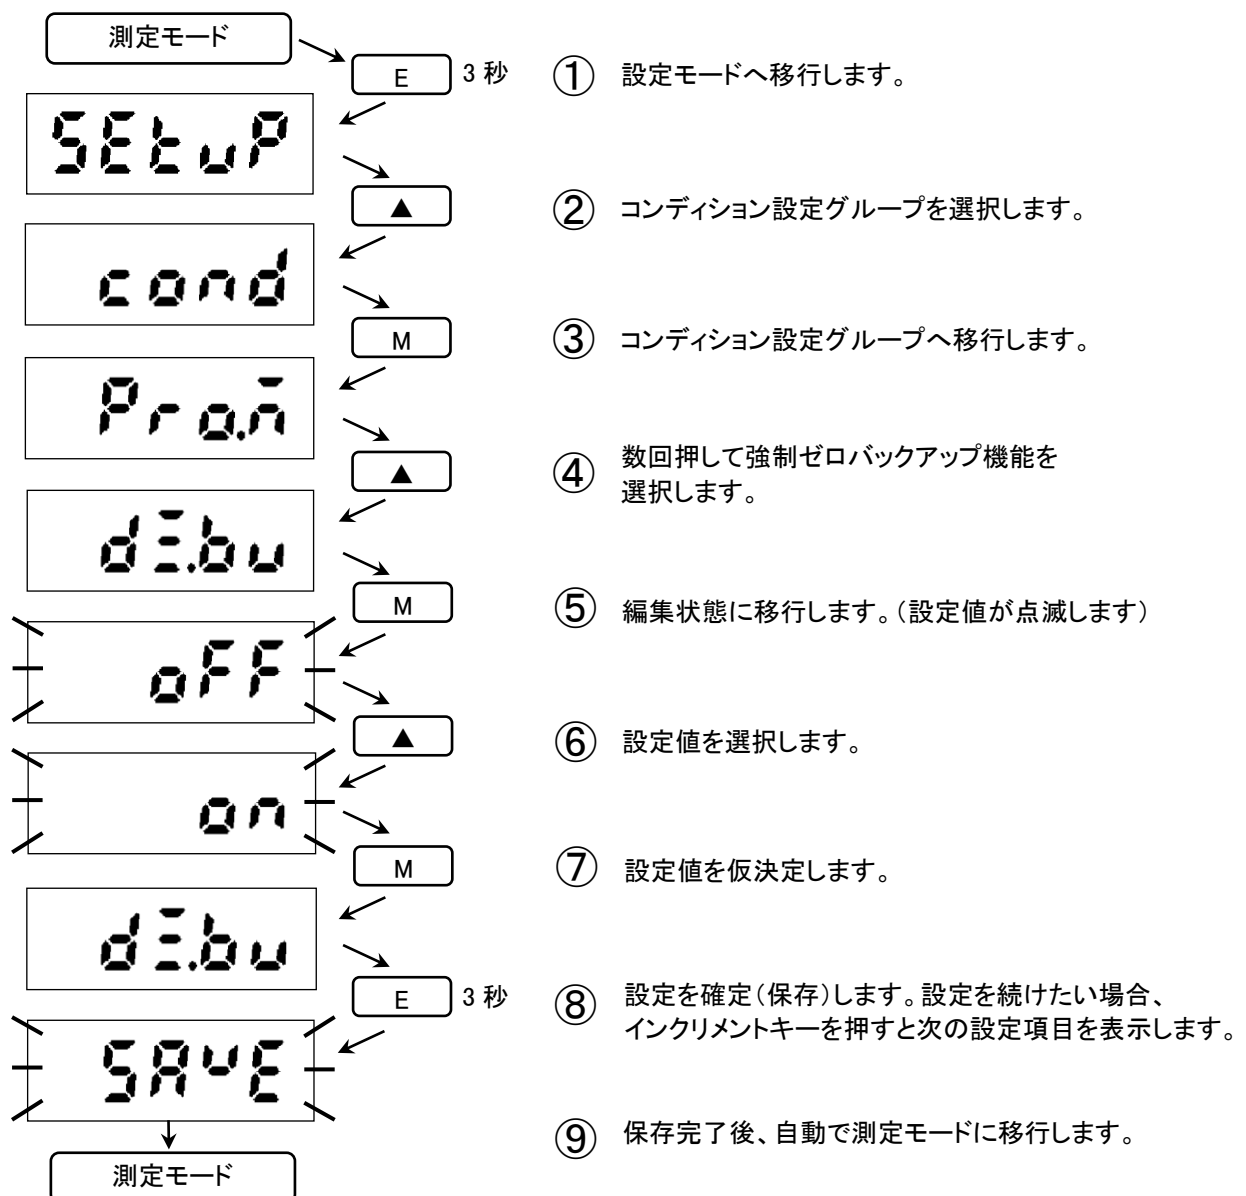 測定モード
E
3 秒
① 設定モードへ移行します。
SEtuP
▲
② コンディション設定グループを選択します。
cond
M
③ コンディション設定グループへ移行します。
Pro.n̄
▲
④ 数回押して強制ゼロバックアップ機能を
選択します。
dΞ.bu
M
⑤ 編集状態に移行します。（設定値が点滅します）
oFF
▲
⑥ 設定値を選択します。
on
M
⑦ 設定値を仮決定します。
dΞ.bu
E
3 秒
⑧ 設定を確定（保存）します。設定を続けたい場合、
インクリメントキーを押すと次の設定項目を表示します。
SAvE
⑨ 保存完了後、自動で測定モードに移行します。
測定モード